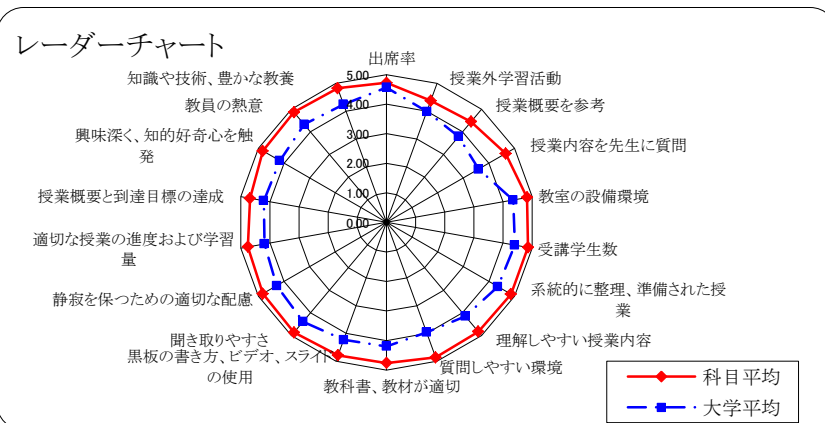 レーダーチャート
出席率
授業外学習活動
授業概要を参考
授業内容を先生に質問
教室の設備環境
受講学生数
系統的に整理、準備された授
業
理解しやすい授業内容
質問しやすい環境
教科書、教材が適切
黒板の書き方、ビデオ、スライド
の使用
聞き取りやすさ
静寂を保つための適切な配慮
適切な授業の進度および学習
量
授業概要と到達目標の達成
興味深く、知的好奇心を触
発
教員の熱意
知識や技術、豊かな教養
5.00
4.00
3.00
2.00
1.00
0.00
科目平均
大学平均